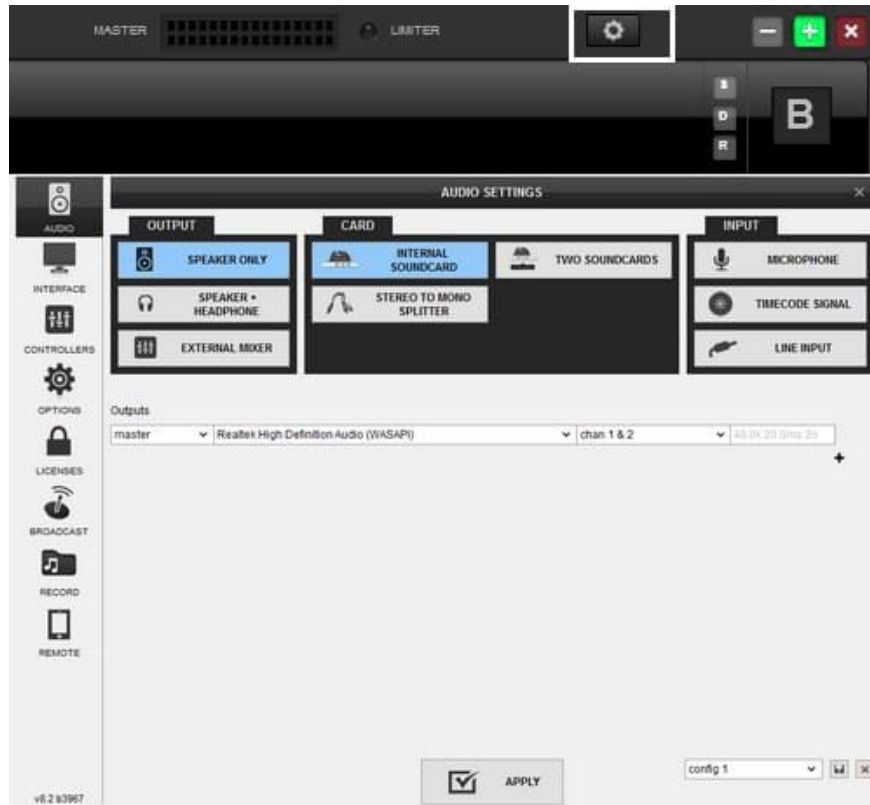 MASTER
LIMITER
S
D
R
B
AUDIO SETTINGS
AUDIO
OUTPUT
CARD
INPUT
SPEAKER ONLY
INTERNAL
SOUNDCARD
TWO SOUNDCARDS
MICROPHONE
INTERFACE
SPEAKER +
HEADPHONE
STEREO TO MONO
SPLITTER
TIMECODE SIGNAL
CONTROLLERS
EXTERNAL MIXER
LINE INPUT
OPTIONS
Outputs
master
Realtek High Definition Audio (WASAPI)
chan 1 & 2
LICENSES
BROADCAST
RECORD
REMOTE
config 1
APPLY
v8.2 b3967